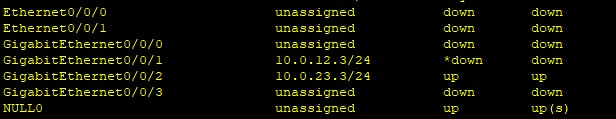 Ethernet0/0/0 unassigned down down
Ethernet0/0/1 unassigned down down
GigabitEthernet0/0/0 unassigned down down
GigabitEthernet0/0/1 10.0.12.3/24 *down down
GigabitEthernet0/0/2 10.0.23.3/24 up up
GigabitEthernet0/0/3 unassigned down down
NULL0 unassigned up up(s)